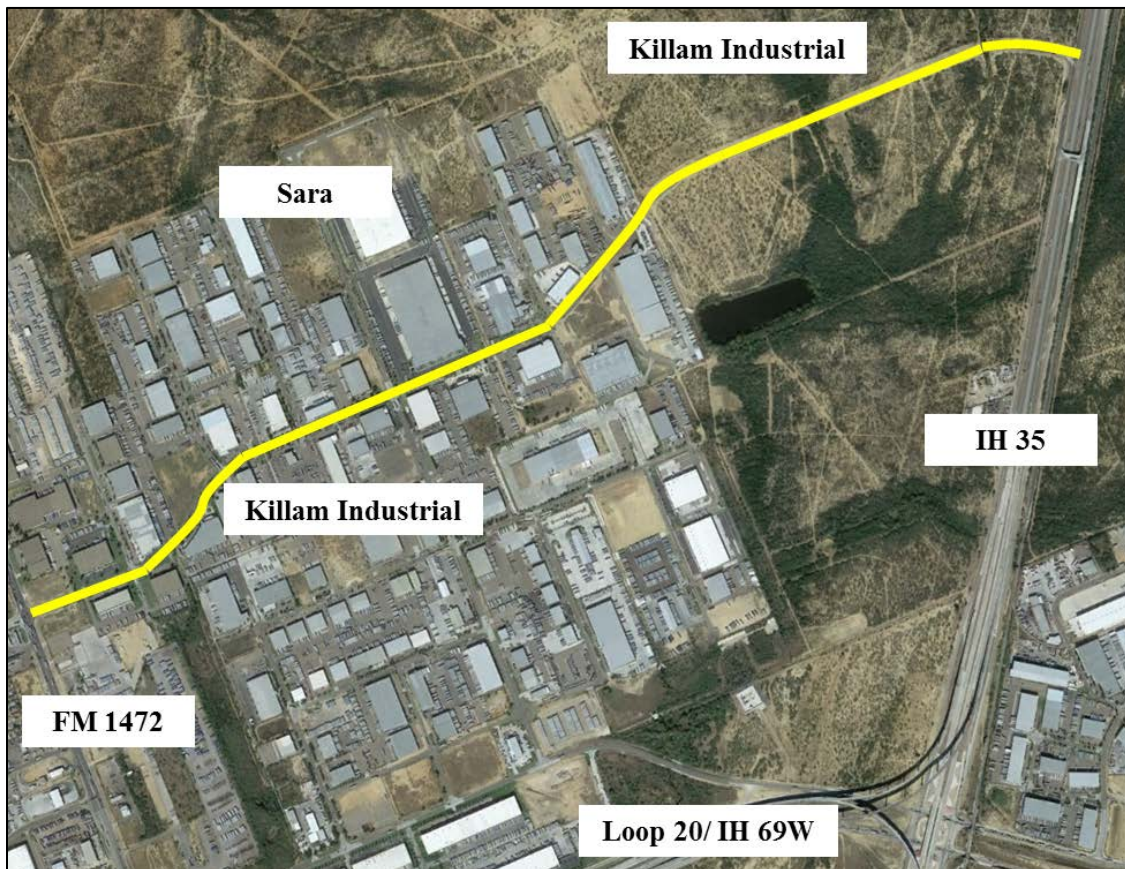 Killam Industrial
Sara
IH 35
Killam Industrial
FM 1472
Loop 20/ IH 69W